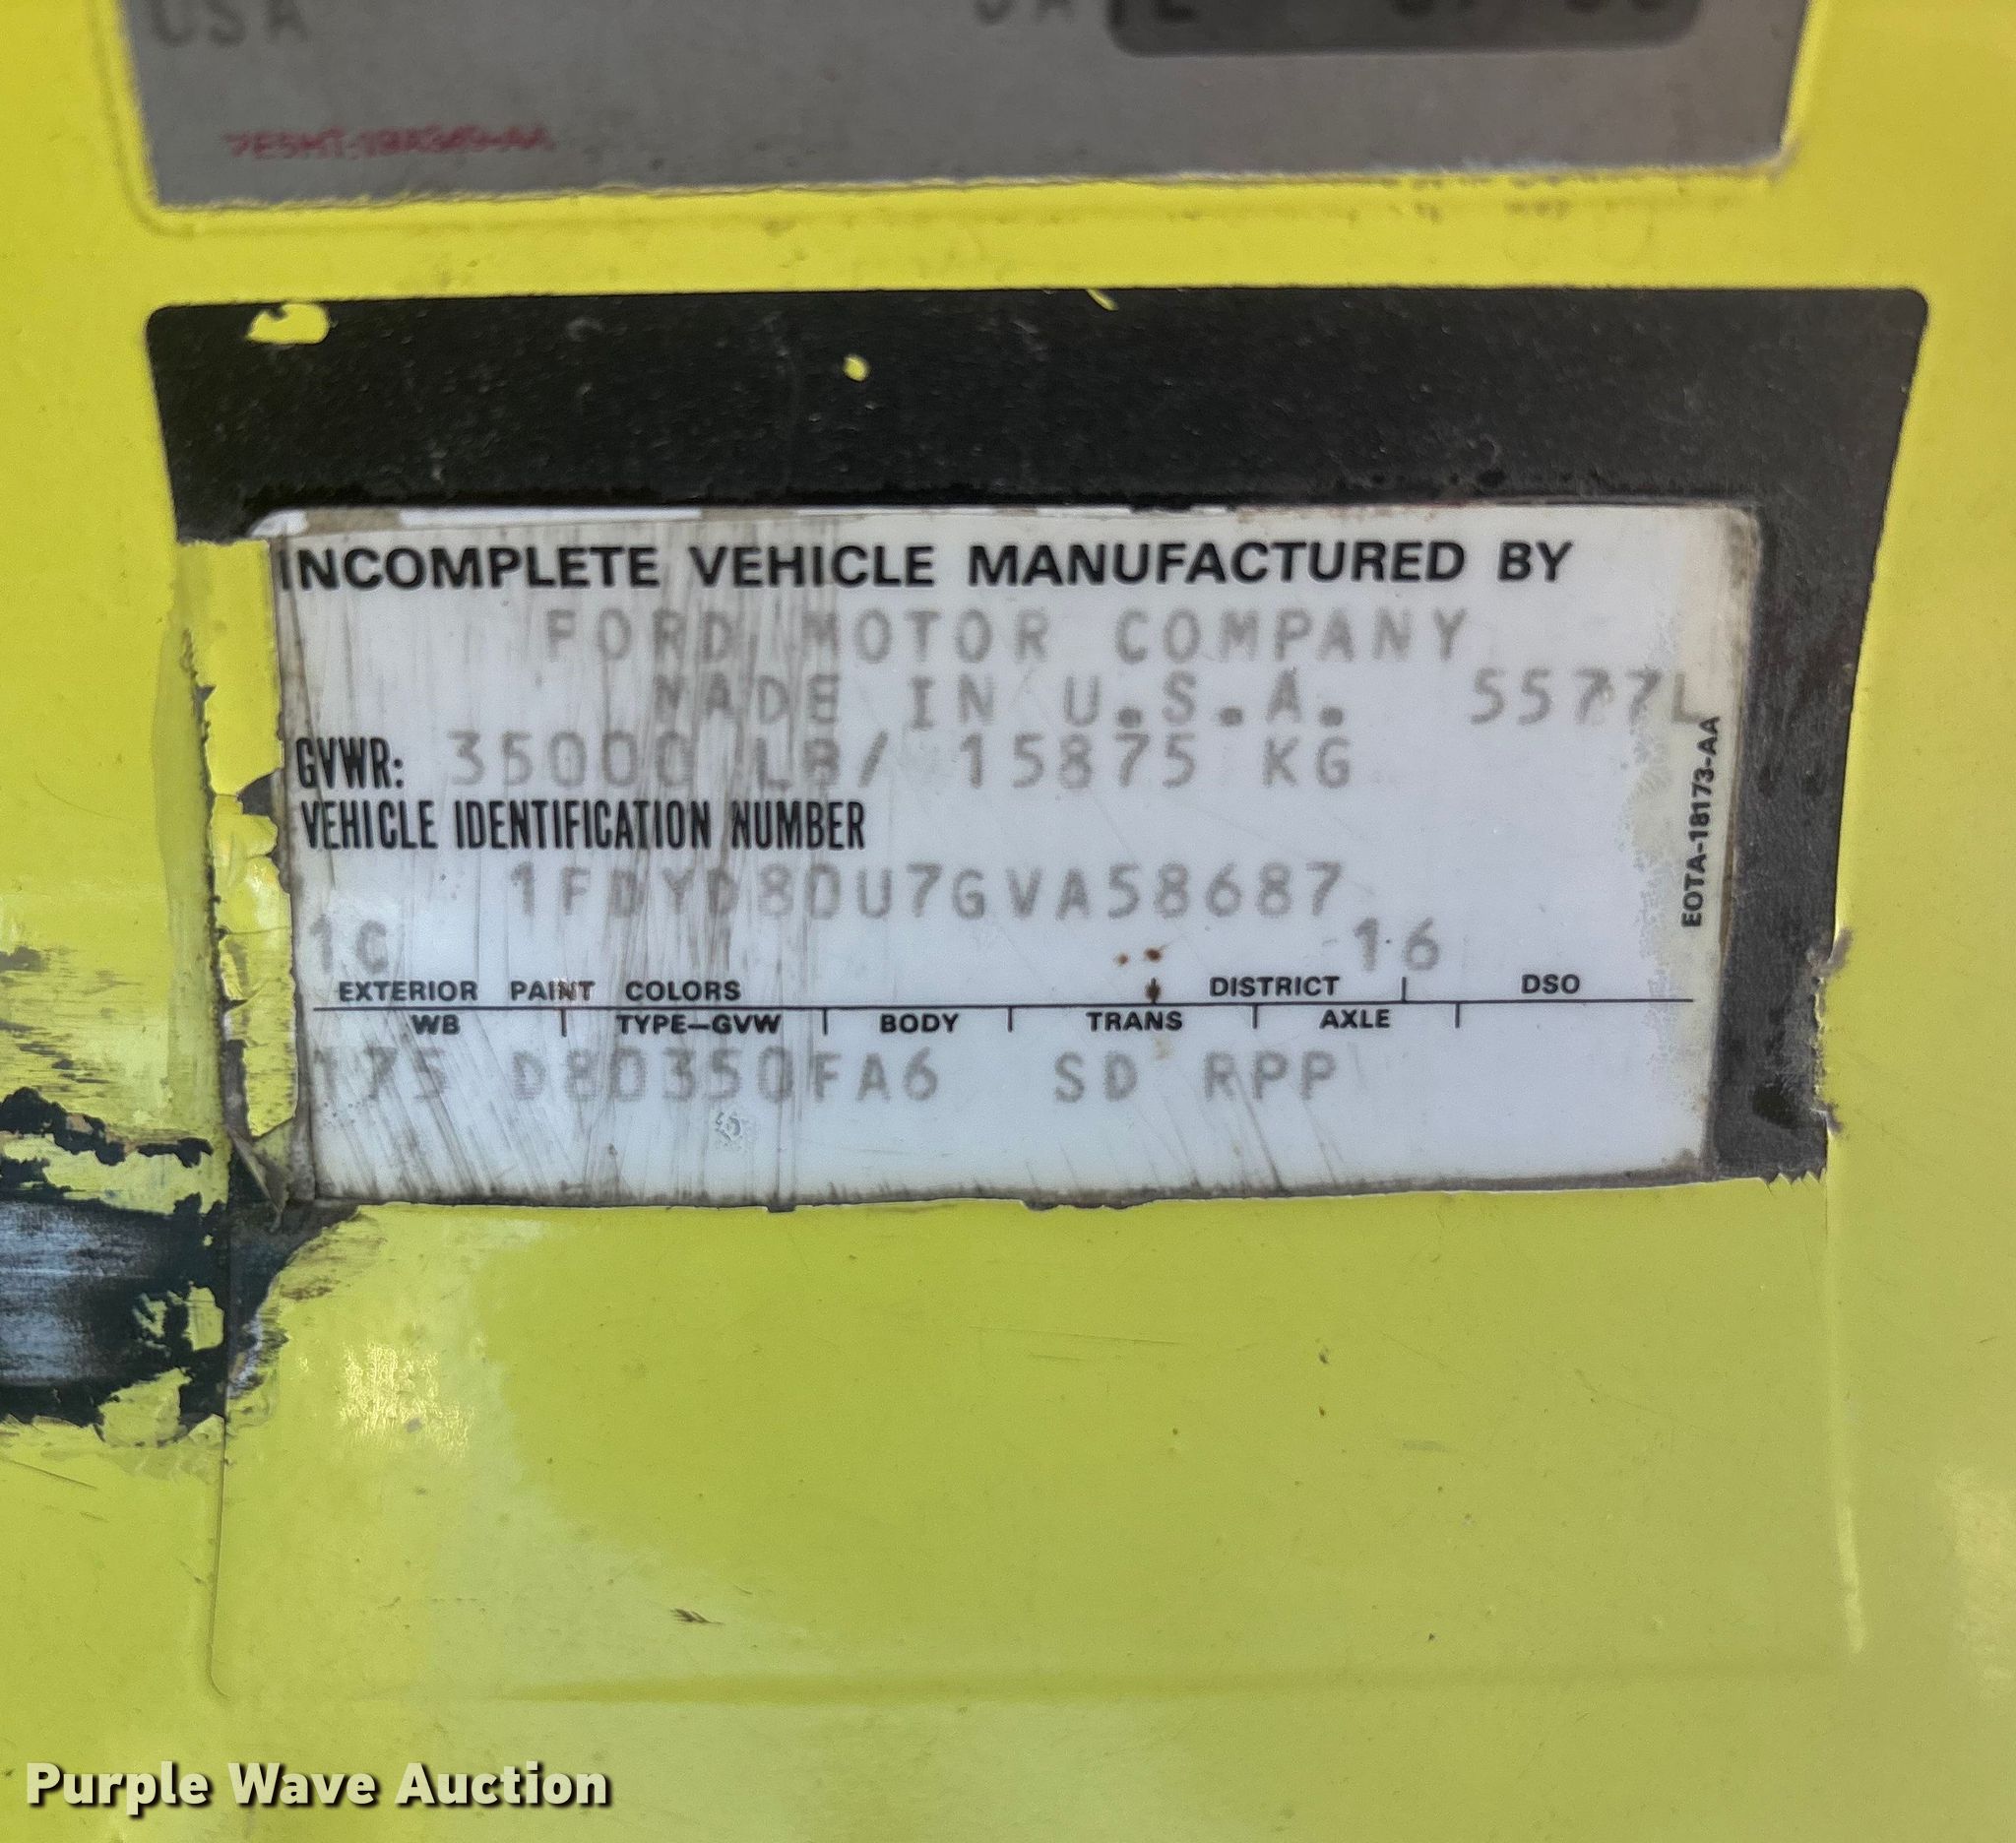 USA
INCOMPLETE VEHICLE MANUFACTURED BY
FORD MOTOR COMPANY
MADE IN U.S.A. 5577L
GVWR: 35000 LB/ 15875 KG
VEHICLE IDENTIFICATION NUMBER
1FDYD8DU7GVA58687
1C 16
EXTERIOR PAINT COLORS DISTRICT DSO
WB TYPE-GVW BODY TRANS AXLE
175 D8D350FA6 SD RPP
EOTA-18173-AA
Purple Wave Auction